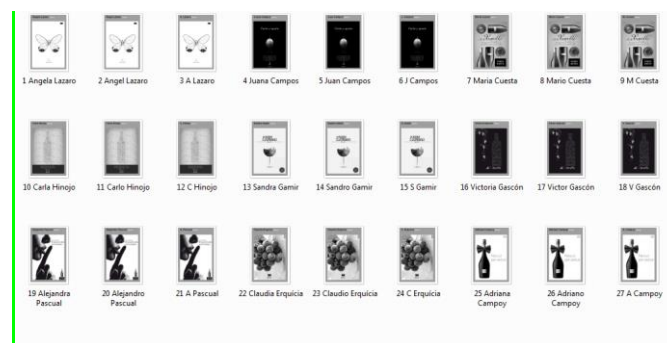 1 Angela Lazaro
2 Angel Lazaro
3 A Lazaro
4 Juana Campos
5 Juan Campos
6 J Campos
7 Maria Cuesta
8 Mario Cuesta
9 M Cuesta
10 Carla Hinojo
11 Carlo Hinojo
12 C Hinojo
13 Sandra Gamir
14 Sandro Gamir
15 S Gamir
16 Victoria Gascón
17 Victor Gascón
18 V Gascón
19 Alejandra
Pascual
20 Alejandro
Pascual
21 A Pascual
22 Claudia Erquícia
23 Claudio Erquícia
24 C Erquícia
25 Adriana
Campoy
26 Adriano
Campoy
27 A Campoy